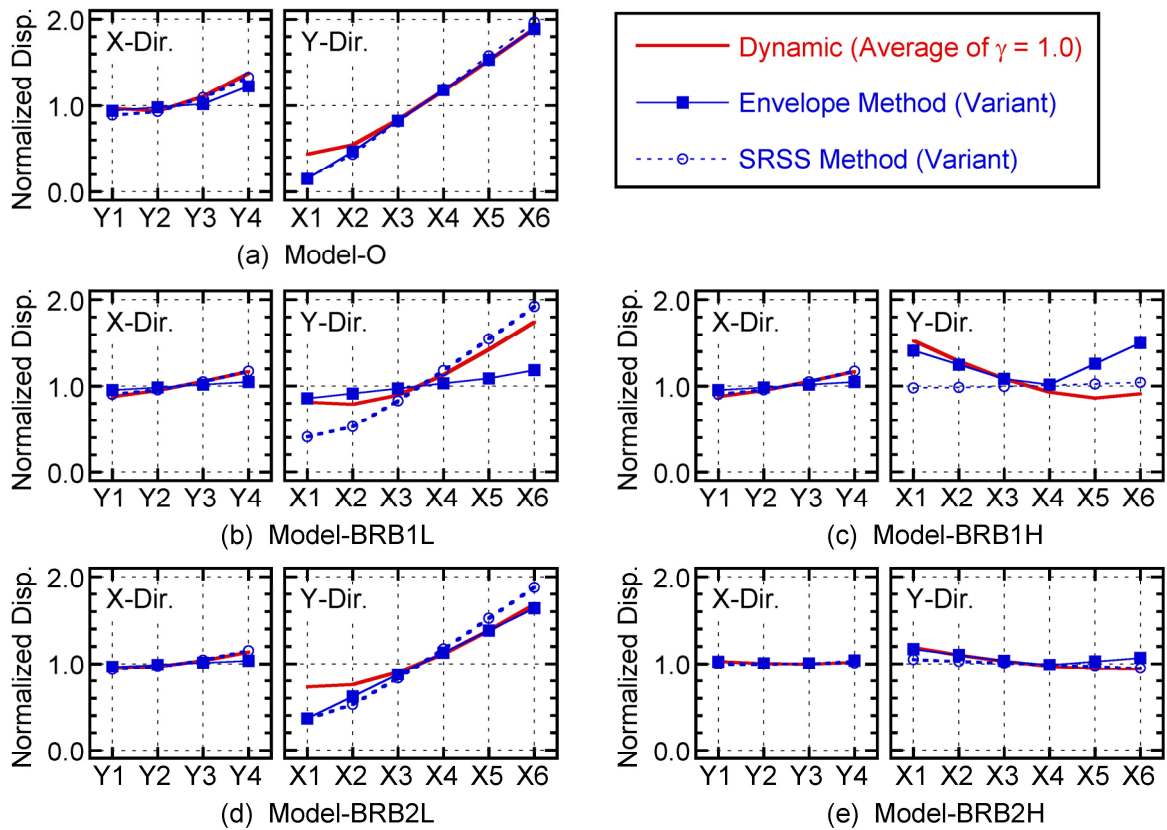 Normalized Disp.
2.0
1.0
0.0
X-Dir.
Y-Dir.
Y1 Y2 Y3 Y4
X1 X2 X3 X4 X5 X6
(a) Model-O
Dynamic (Average of γ = 1.0)
Envelope Method (Variant)
SRSS Method (Variant)
Normalized Disp.
2.0
1.0
0.0
X-Dir.
Y-Dir.
Y1 Y2 Y3 Y4
X1 X2 X3 X4 X5 X6
(b) Model-BRB1L
Normalized Disp.
2.0
1.0
0.0
X-Dir.
Y-Dir.
Y1 Y2 Y3 Y4
X1 X2 X3 X4 X5 X6
(c) Model-BRB1H
Normalized Disp.
2.0
1.0
0.0
X-Dir.
Y-Dir.
Y1 Y2 Y3 Y4
X1 X2 X3 X4 X5 X6
(d) Model-BRB2L
Normalized Disp.
2.0
1.0
0.0
X-Dir.
Y-Dir.
Y1 Y2 Y3 Y4
X1 X2 X3 X4 X5 X6
(e) Model-BRB2H